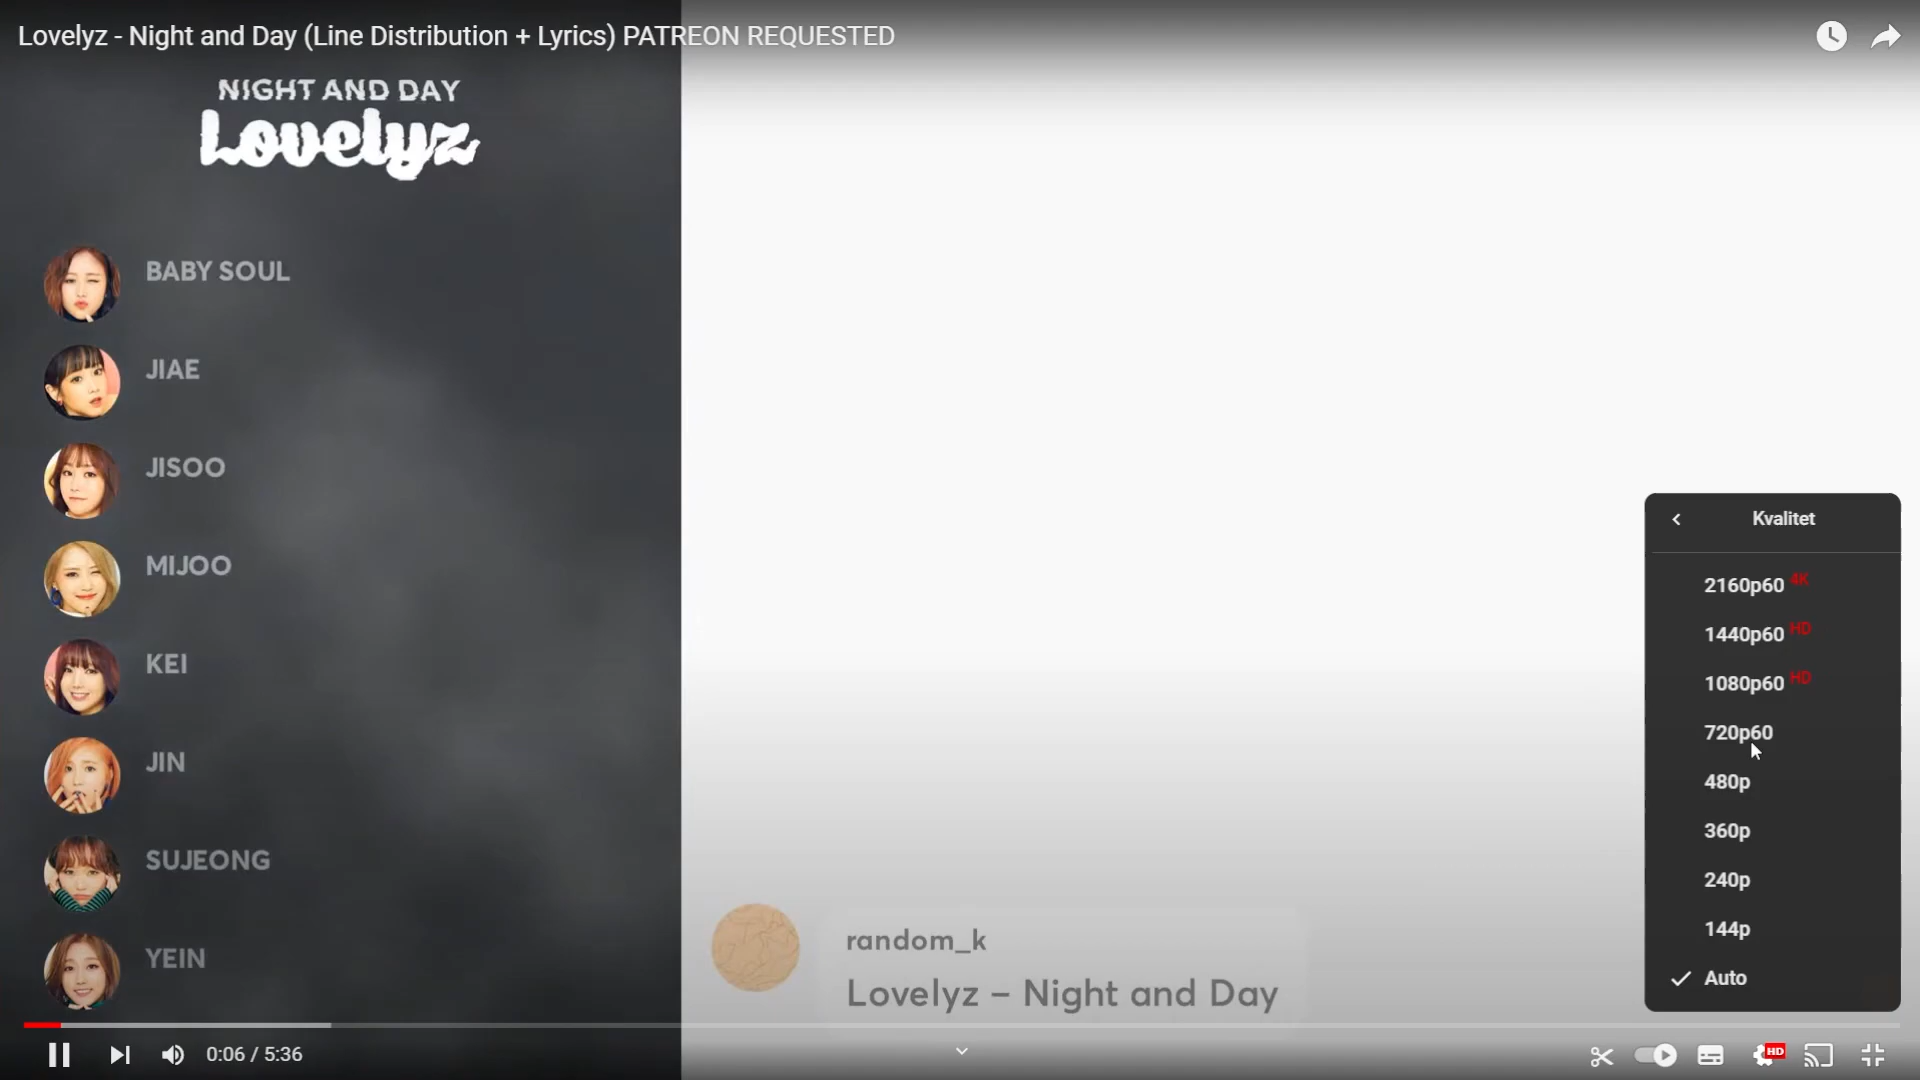 Lovelyz - Night and Day (Line Distribution + Lyrics) PATREON REQUESTED
NIGHT AND DAY
Lovelyz
BABY SOUL
JIAE
JISOO
MIJOO
KEI
JIN
SUJEONG
YEIN
random_k
Lovelyz – Night and Day
Kvalitet
2160p60 4K
1440p60 HD
1080p60 HD
720p60
480p
360p
240p
144p
Auto
0:06 / 5:36
HD